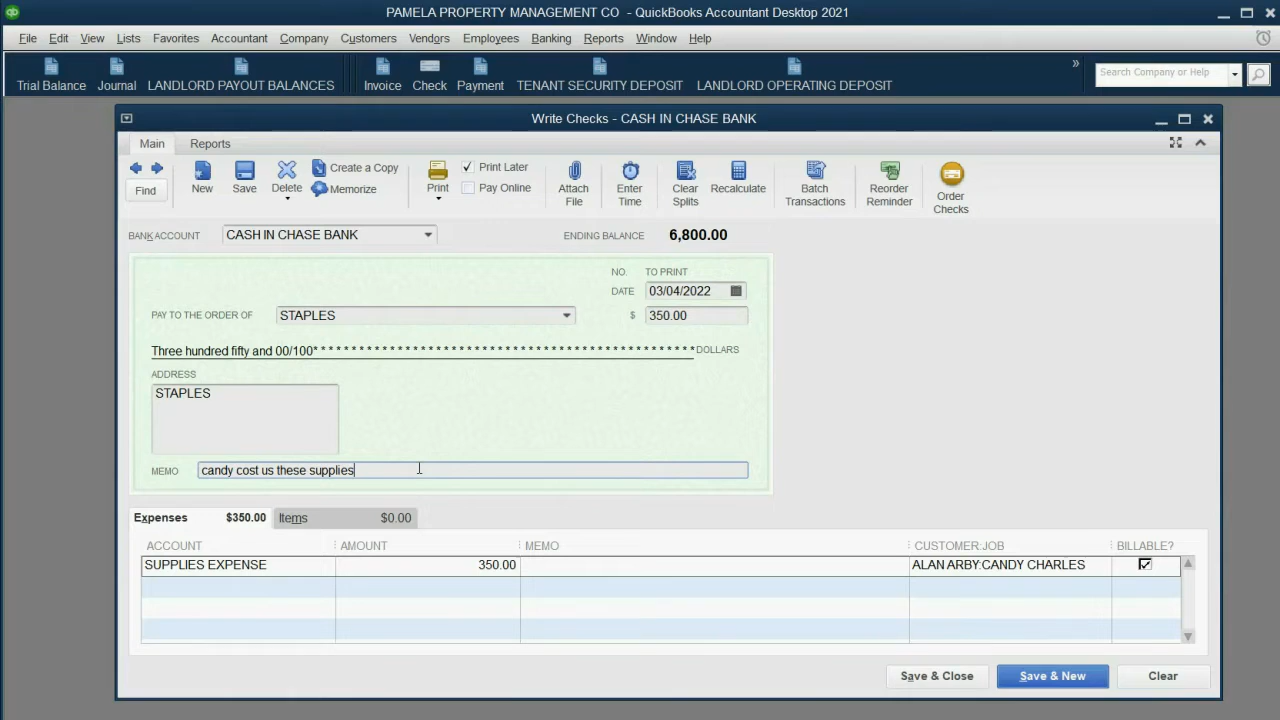 PAMELA PROPERTY MANAGEMENT CO - QuickBooks Accountant Desktop 2021
File Edit View Lists Favorites Accountant Company Customers Vendors Employees Banking Reports Window Help
Trial Balance Journal LANDLORD PAYOUT BALANCES Invoice Check Payment TENANT SECURITY DEPOSIT LANDLORD OPERATING DEPOSIT » Search Company or Help
Write Checks - CASH IN CHASE BANK
Main Reports
Find New Save Delete Create a Copy Memorize Print Print Later Pay Online Attach File Enter Time Clear Splits Recalculate Batch Transactions Reorder Reminder Order Checks
BANK ACCOUNT CASH IN CHASE BANK ENDING BALANCE 6,800.00
NO. TO PRINT
DATE 03/04/2022
PAY TO THE ORDER OF STAPLES $ 350.00
Three hundred fifty and 00/100* * * * * * * * * * * * * * * * * * * * * * * * * * * * * * * * * * * * * * * * * * * * * * * * * DOLLARS
ADDRESS
STAPLES
MEMO candy cost us these supplies
Expenses $350.00 Items $0.00
ACCOUNT AMOUNT MEMO CUSTOMER:JOB BILLABLE?
SUPPLIES EXPENSE 350.00 ALAN ARBY:CANDY CHARLES
Save & Close Save & New Clear